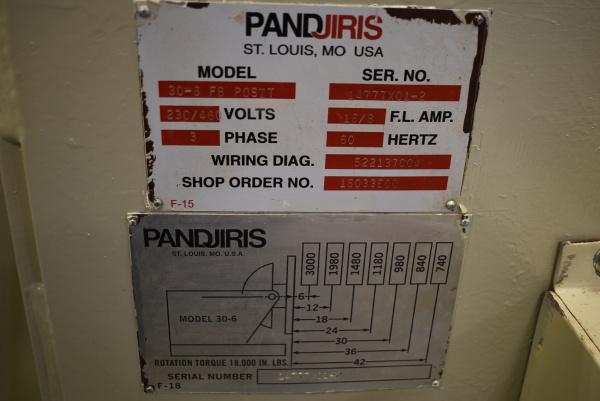 PANDJIRIS
ST. LOUIS, MO USA
MODEL SER. NO.
30-6 FB POSIT 14777X01-2
230/460 VOLTS 16/8 F.L. AMP.
3 PHASE 60 HERTZ
WIRING DIAG. 522137004
SHOP ORDER NO.
F-15
PANDJIRIS
ST. LOUIS, MO. U.S.A.
3000 1980 1480 1180 980 840 740
6
12
MODEL 30-6 18
24
30
36
ROTATION TORQUE 18,000 IN. LBS. 42
SERIAL NUMBER
F-18